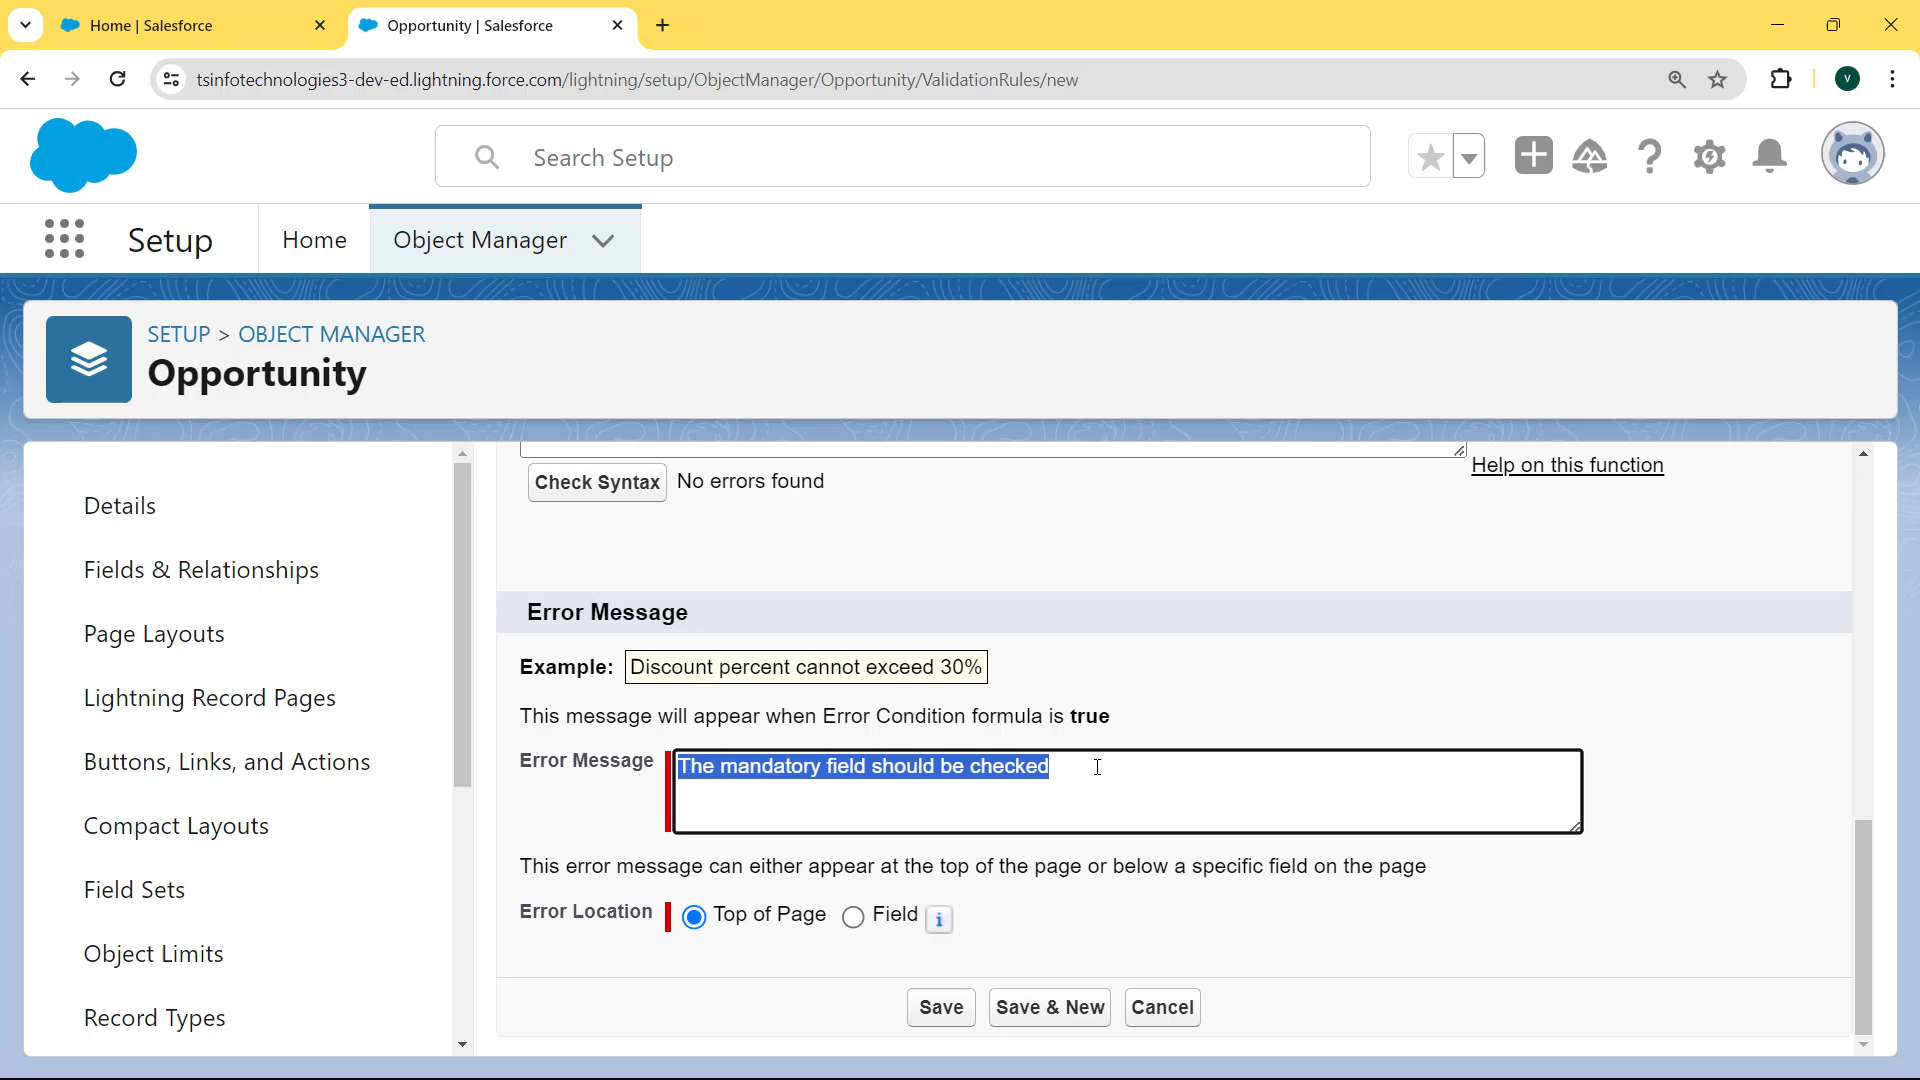 Home | Salesforce
Opportunity | Salesforce
tsinfotechnologies3-dev-ed.lightning.force.com/lightning/setup/ObjectManager/Opportunity/ValidationRules/new
V
Search Setup
Setup
Home
Object Manager
SETUP > OBJECT MANAGER
Opportunity
Details
Fields & Relationships
Page Layouts
Lightning Record Pages
Buttons, Links, and Actions
Compact Layouts
Field Sets
Object Limits
Record Types
Check Syntax No errors found
Help on this function
Error Message
Example: Discount percent cannot exceed 30%
This message will appear when Error Condition formula is true
Error Message The mandatory field should be checked
This error message can either appear at the top of the page or below a specific field on the page
Error Location Top of Page Field i
Save Save & New Cancel